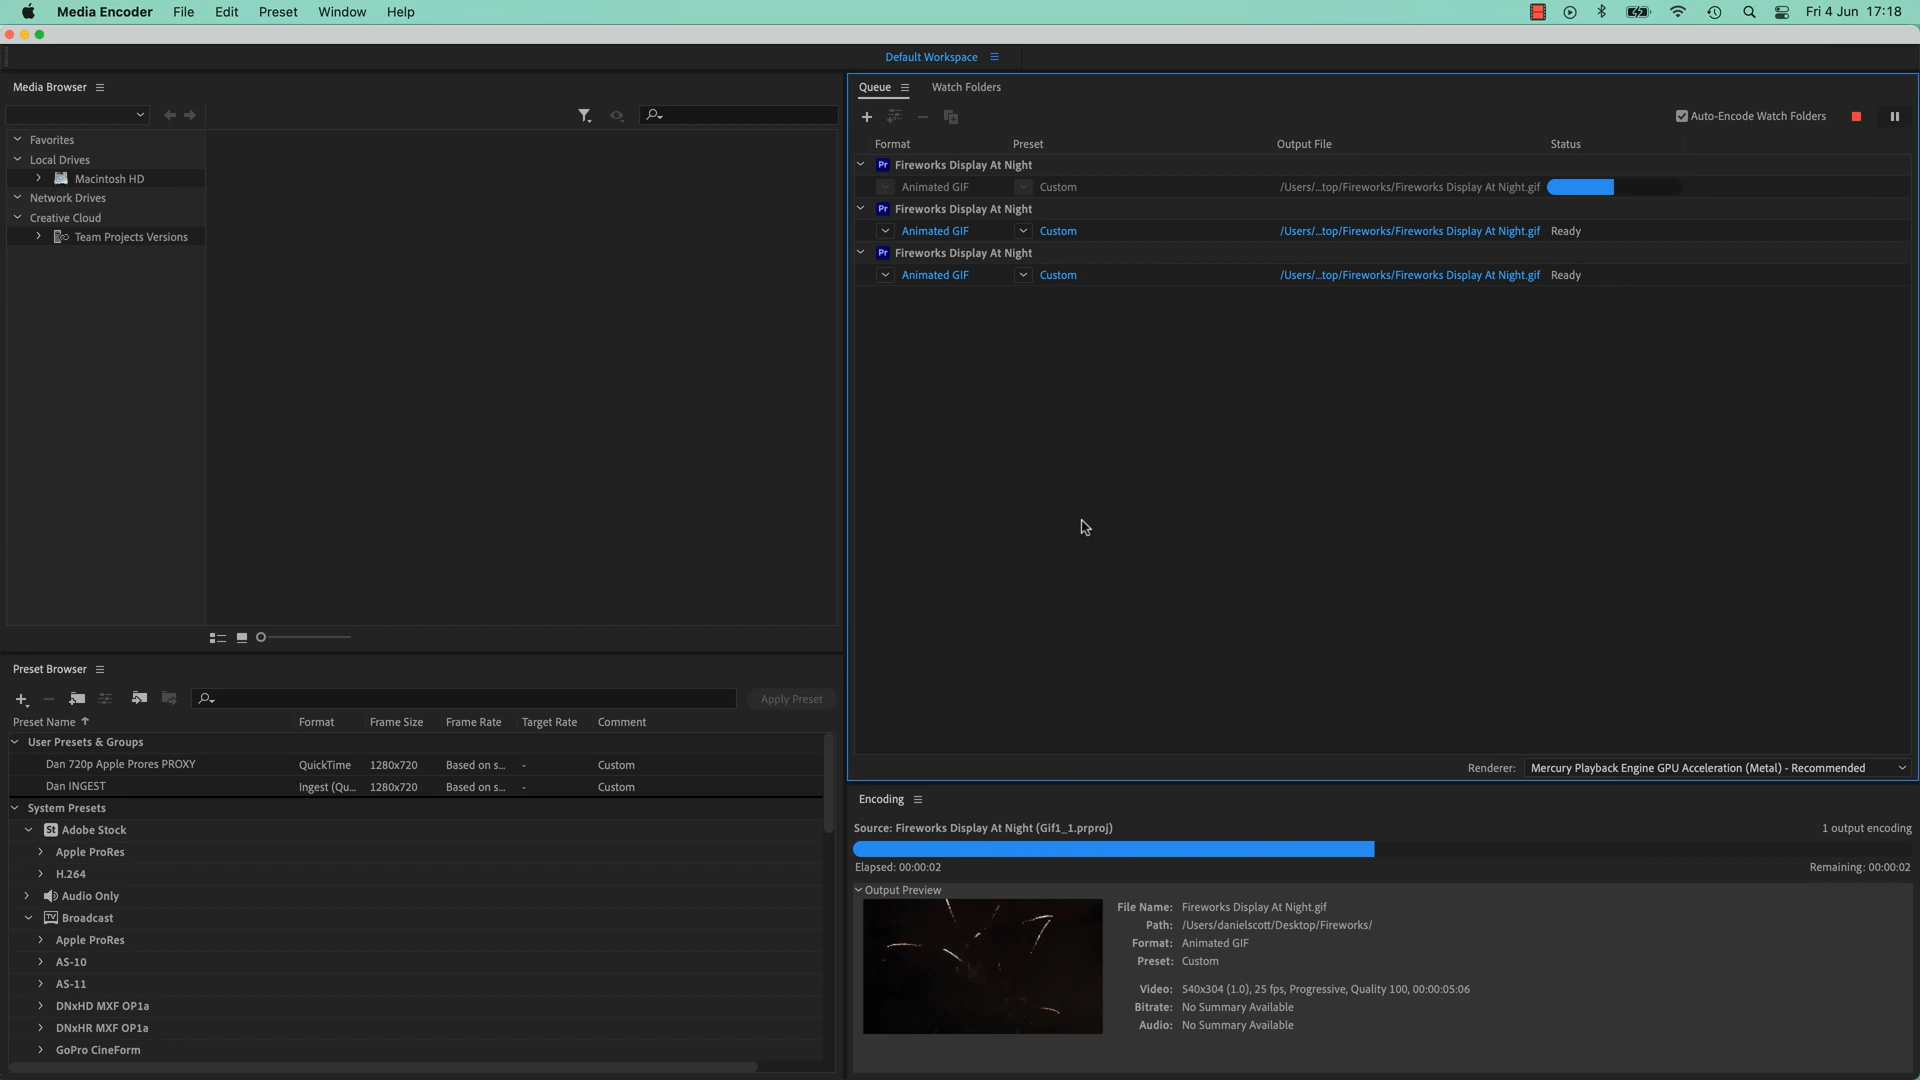 Media Encoder File Edit Preset Window Help Fri 4 Jun 17:18
Default Workspace
Media Browser
Favorites
Local Drives
Macintosh HD
Network Drives
Creative Cloud
Team Projects Versions
Queue Watch Folders
Auto-Encode Watch Folders
Format Preset Output File Status
Pr Fireworks Display At Night
Animated GIF Custom /Users/...top/Fireworks/Fireworks Display At Night.gif
Pr Fireworks Display At Night
Animated GIF Custom /Users/...top/Fireworks/Fireworks Display At Night.gif Ready
Pr Fireworks Display At Night
Animated GIF Custom /Users/...top/Fireworks/Fireworks Display At Night.gif Ready
Renderer: Mercury Playback Engine GPU Acceleration (Metal) - Recommended
Preset Browser
Apply Preset
Preset Name Format Frame Size Frame Rate Target Rate Comment
User Presets & Groups
Dan 720p Apple Prores PROXY QuickTime 1280x720 Based on s... - Custom
Dan INGEST Ingest (Qu... 1280x720 Based on s... - Custom
System Presets
St Adobe Stock
Apple ProRes
H.264
Audio Only
TV Broadcast
Apple ProRes
AS-10
AS-11
DNxHD MXF OP1a
DNxHR MXF OP1a
GoPro CineForm
Encoding
Source: Fireworks Display At Night (Gif1_1.prproj) 1 output encoding
Elapsed: 00:00:02 Remaining: 00:00:02
Output Preview
File Name: Fireworks Display At Night.gif
Path: /Users/danielscott/Desktop/Fireworks/
Format: Animated GIF
Preset: Custom
Video: 540x304 (1.0), 25 fps, Progressive, Quality 100, 00:00:05:06
Bitrate: No Summary Available
Audio: No Summary Available